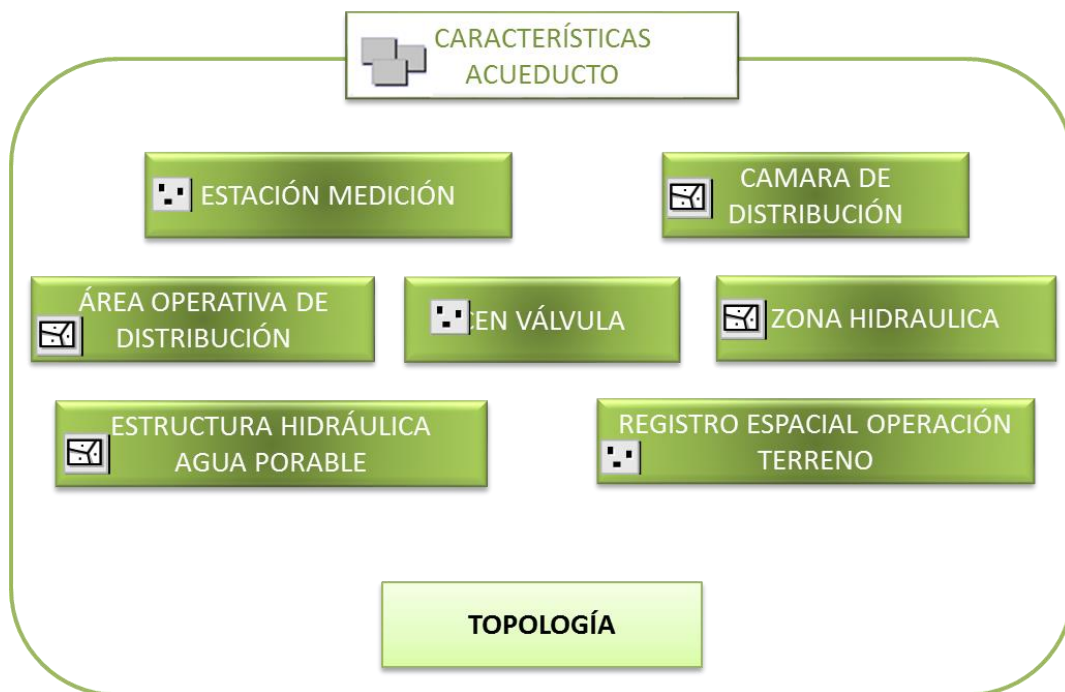 CARACTERÍSTICAS
ACUEDUCTO
ESTACIÓN MEDICIÓN
CAMARA DE
DISTRIBUCIÓN
ÁREA OPERATIVA DE
DISTRIBUCIÓN
CEN VÁLVULA
ZONA HIDRAULICA
ESTRUCTURA HIDRÁULICA
AGUA PORABLE
REGISTRO ESPACIAL OPERACIÓN
TERRENO
TOPOLOGÍA